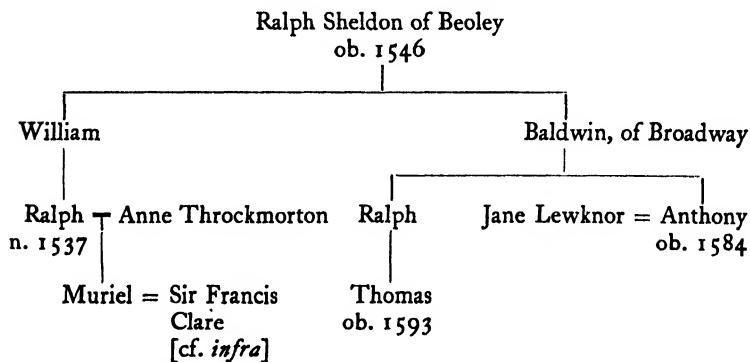 Ralph Sheldon of Beoley
ob. 1546
William Baldwin, of Broadway
Ralph Anne Throckmorton Ralph Jane Lewknor = Anthony
n. 1537 ob. 1584
Muriel = Sir Francis Thomas
Clare ob. 1593
[cf. infra]